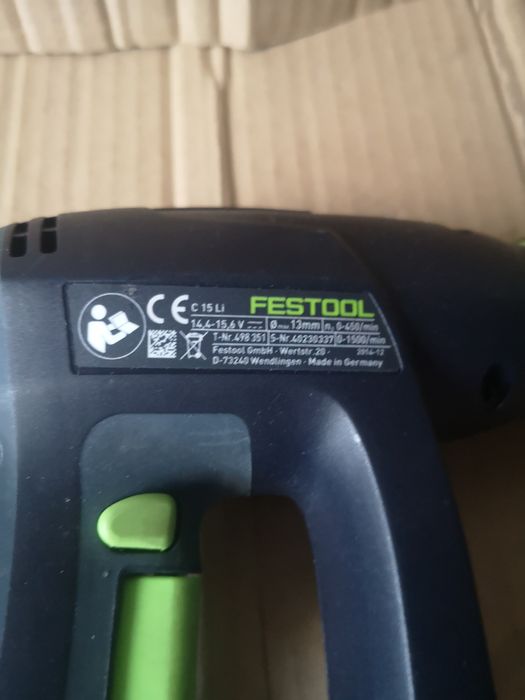 CE C 15 Li FESTOOL
14,4-15,6 V ⎓ Ø max 13mm n₁ 0-450/min
T-Nr. 498 351 S-Nr. 40230337 0-1500/min
Festool GmbH · Wertstr. 20 · 2014-12
D-73240 Wendlingen · Made in Germany